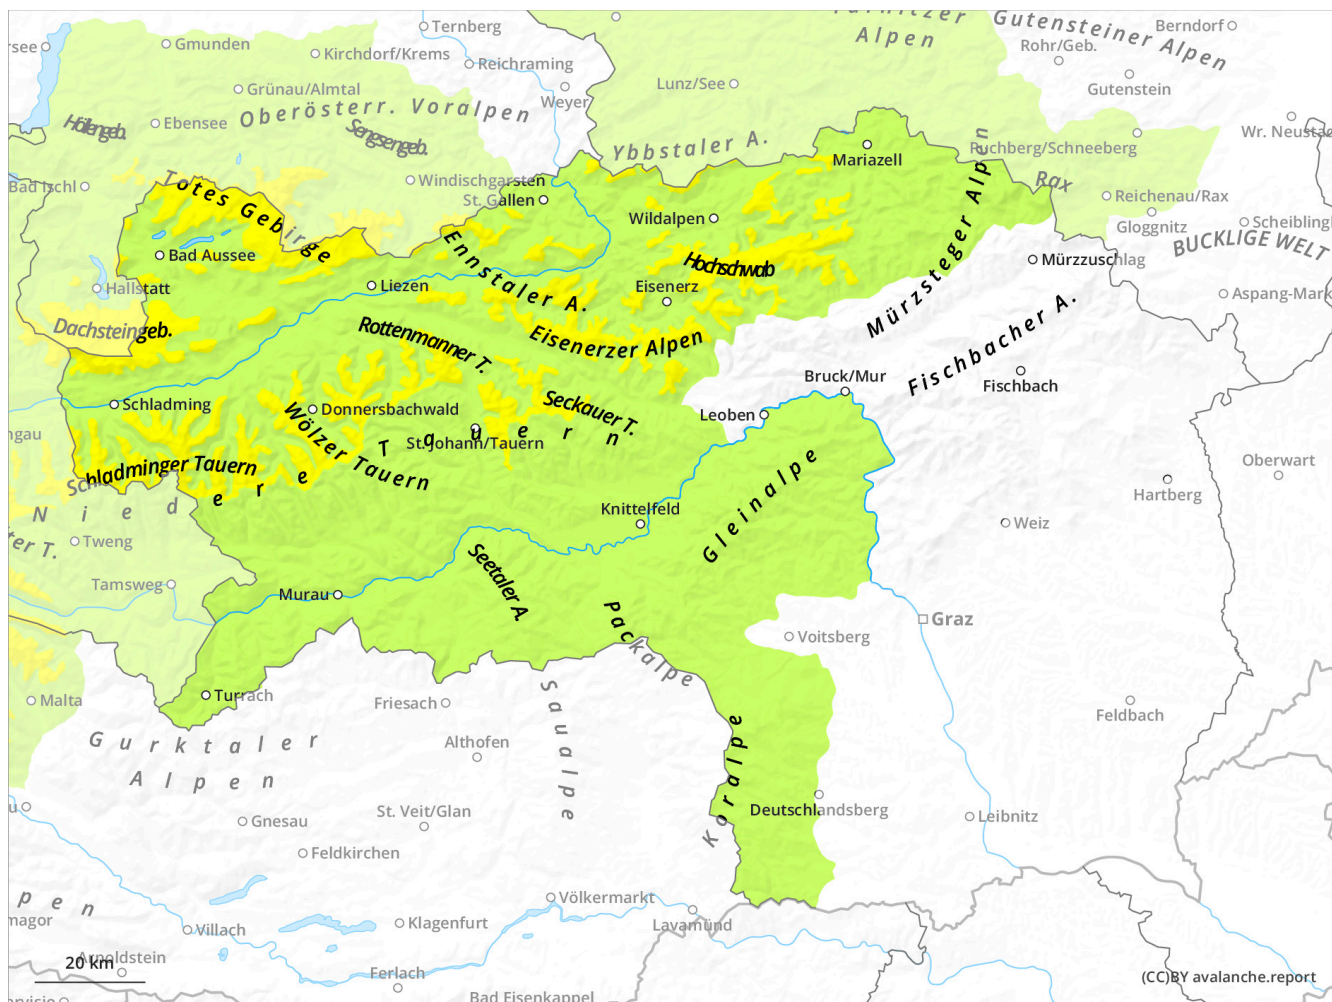 Ternberg
Gutensteiner Alpen
Berndorf
Alpen
Gmunden
Kirchdorf/Krems
Rohr/Geb.
Reichraming
Grünau/Almtal
Lunz/See
Gutenstein
Weyer
Oberösterr. Voralpen
Höllengeb.
Ebensee
Sengsengeb.
Ybbstaler A.
Mariazell
Puchberg/Schneeberg
Bad Ischl
Totes Gebirge
Windischgarsten
St. Gallen
Rax
Reichenau/Rax
Wildalpen
Gloggnitz
BUCKLIGE WELT
Bad Aussee
Ennstaler A.
Hochschwab
Mürzsteger Alpen
Mürzzuschlag
Hallstatt
Liezen
Eisenerz
Aspang-Mark
Dachsteingeb.
Rottenmanner T.
Eisenerzer Alpen
Fischbacher A.
Bruck/Mur
Fischbach
Schladming
Donnersbachwald
Seckauer T.
Leoben
Wölzer Tauern
St. Johann/Tauern
Schladminger Tauern
Niedere Tauern
Oberwart
Hartberg
Gleinalpe
Knittelfeld
Weiz
Tweng
Seetaler A.
Tamsweg
Murau
Packalpe
Graz
Voitsberg
Malta
Turrach
Friesach
Saualpe
Feldbach
Gurktaler
Alpen
Althofen
Koralpe
Deutschlandsberg
St. Veit/Glan
Gnesau
Leibnitz
Feldkirchen
Völkermarkt
Klagenfurt
Lavamünd
Villach
Arnoldstein
20 km
Ferlach
Bad Eisenkappel
(CC)BY avalanche.report